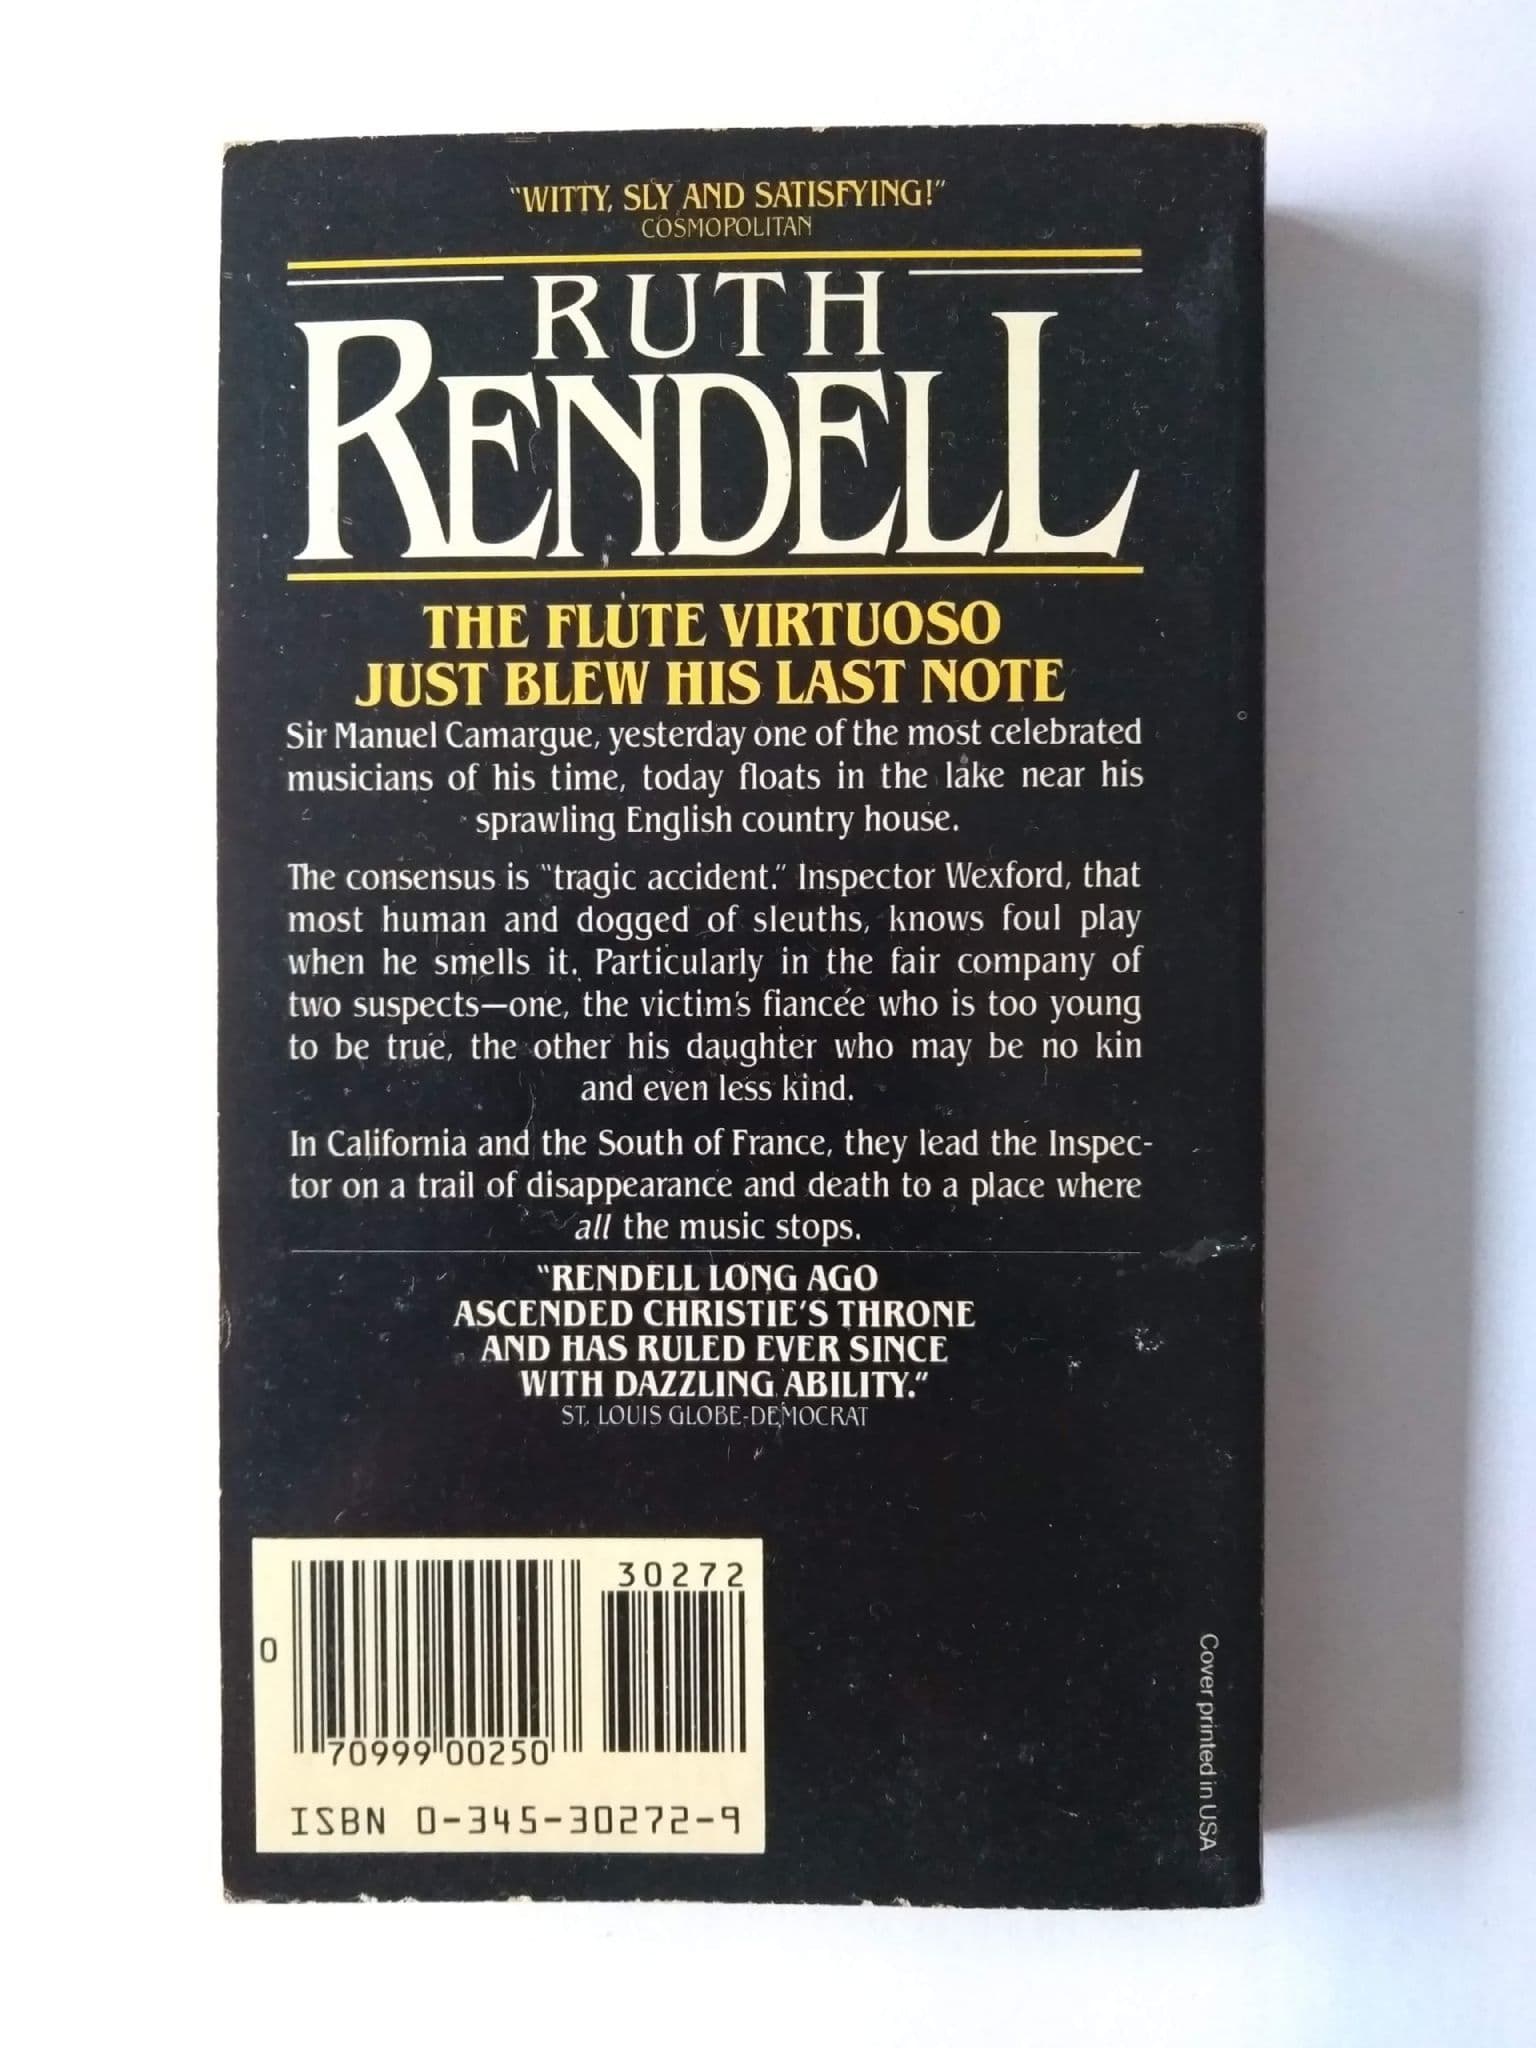 "WITTY, SLY AND SATISFYING!"
COSMOPOLITAN
RUTH
RENDELL
THE FLUTE VIRTUOSO
JUST BLEW HIS LAST NOTE
Sir Manuel Camargue, yesterday one of the most celebrated
musicians of his time, today floats in the lake near his
sprawling English country house.
The consensus is "tragic accident." Inspector Wexford, that
most human and dogged of sleuths, knows foul play
when he smells it. Particularly in the fair company of
two suspects—one, the victim's fiancée who is too young
to be true, the other his daughter who may be no kin
and even less kind.
In California and the South of France, they lead the Inspec-
tor on a trail of disappearance and death to a place where
all the music stops.
"RENDELL LONG AGO
ASCENDED CHRISTIE'S THRONE
AND HAS RULED EVER SINCE
WITH DAZZLING ABILITY."
ST. LOUIS GLOBE-DEMOCRAT
30272
0
70999 00250
ISBN 0-345-30272-9
Cover printed in USA